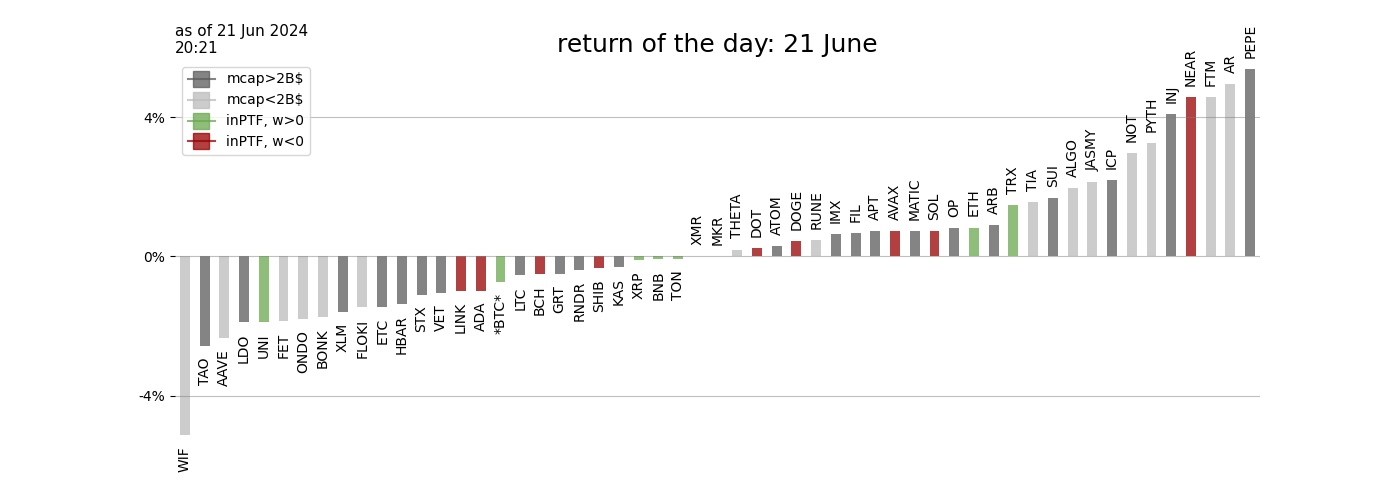 as of 21 Jun 2024
20:21
return of the day: 21 June
mcap>2B$
mcap<2B$
inPTF, w>0
inPTF, w<0
4%
0%
-4%
WIF
TAO
AAVE
LDO
UNI
FET
ONDO
BONK
XLM
FLOKI
ETC
HBAR
STX
VET
LINK
ADA
*BTC*
LTC
BCH
GRT
RNDR
SHIB
KAS
XRP
BNB
TON
XMR
MKR
THETA
DOT
ATOM
DOGE
RUNE
IMX
FIL
APT
AVAX
MATIC
SOL
OP
ETH
ARB
TRX
TIA
SUI
ALGO
JASMY
ICP
NOT
PYTH
INJ
NEAR
FTM
AR
PEPE